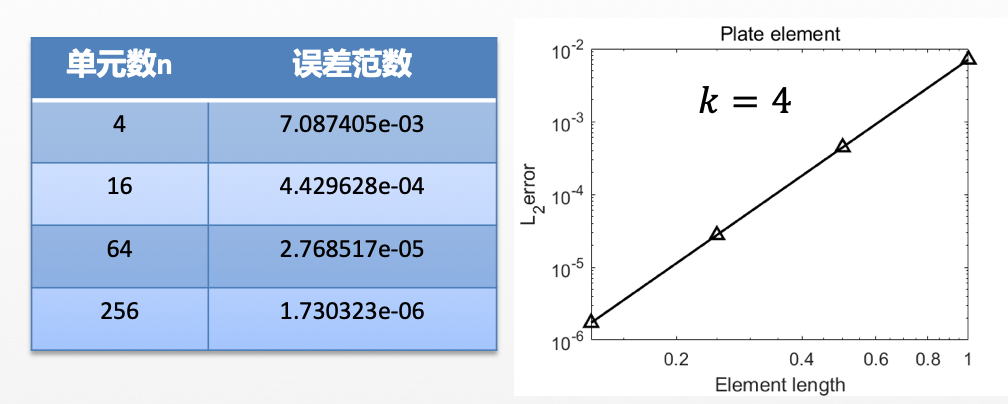 单元数n 误差范数
4 7.087405e-03
16 4.429628e-04
64 2.768517e-05
256 1.730323e-06
Plate element
k = 4
10^-2
10^-3
10^-4
10^-5
10^-6
L_2error
0.2 0.4 0.6 0.8 1
Element length